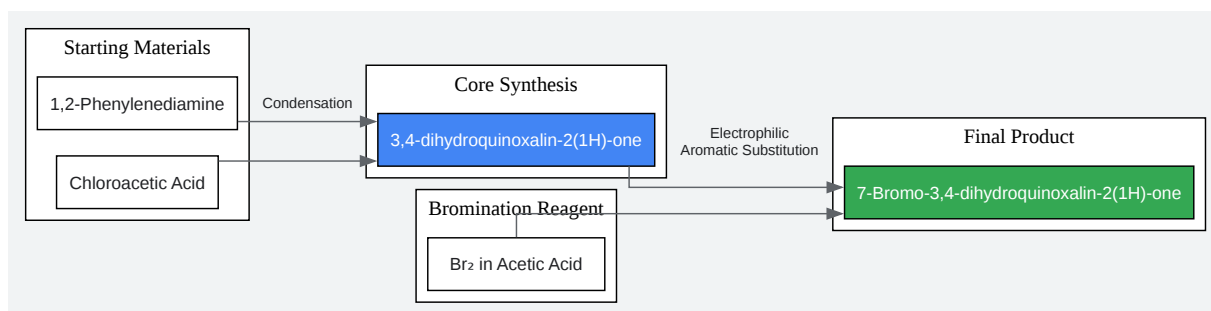 Starting Materials
1,2-Phenylenediamine
Chloroacetic Acid
Condensation
Core Synthesis
3,4-dihydroquinoxalin-2(1H)-one
Bromination Reagent
Br₂ in Acetic Acid
Electrophilic
Aromatic Substitution
Final Product
7-Bromo-3,4-dihydroquinoxalin-2(1H)-one